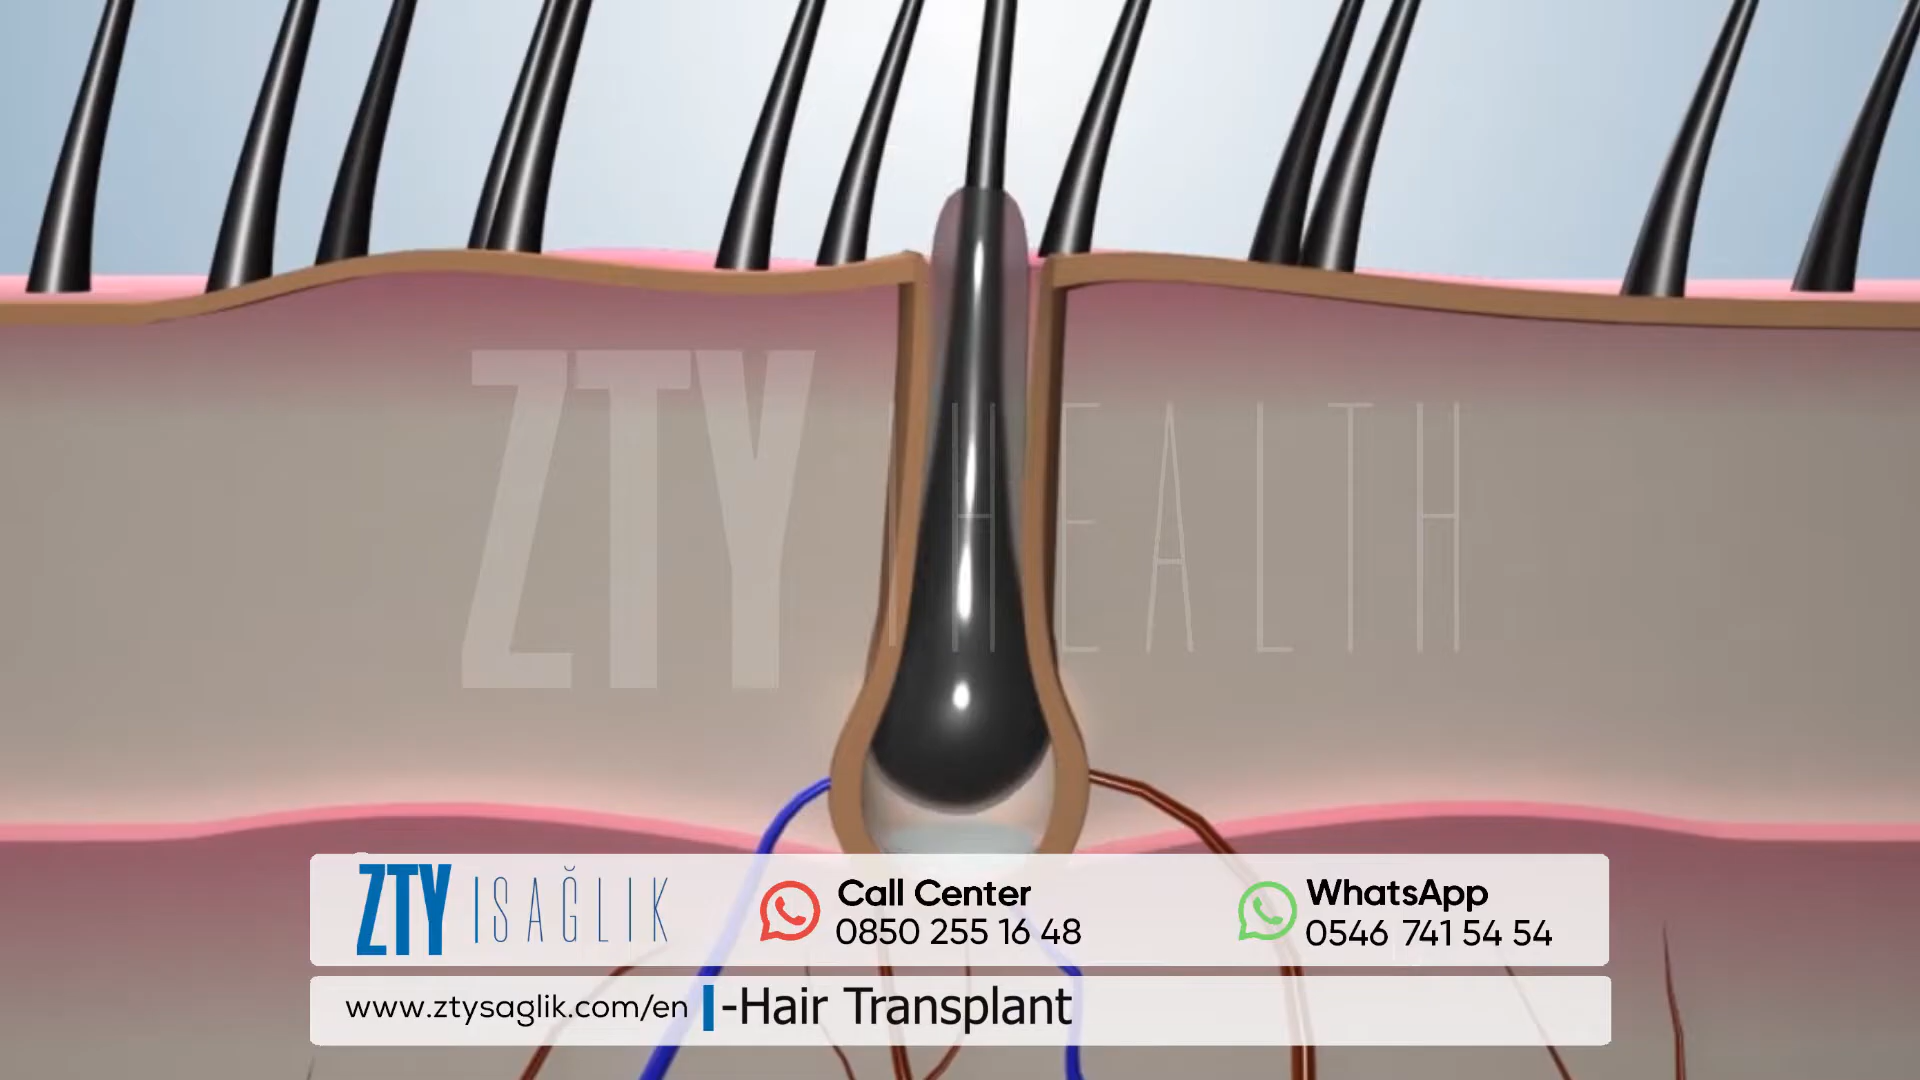 ZTY | HEALTH
ZTY | SAĞLIK
Call Center
0850 255 16 48
WhatsApp
0546 741 54 54
www.ztysaglik.com/en
-Hair Transplant